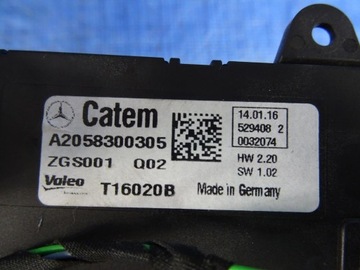 Catem
14.01.16
529408 2
0032074
A2058300305
ZGS001 Q02
HW 2.20
SW 1.02
Valeo T16020B Made in Germany